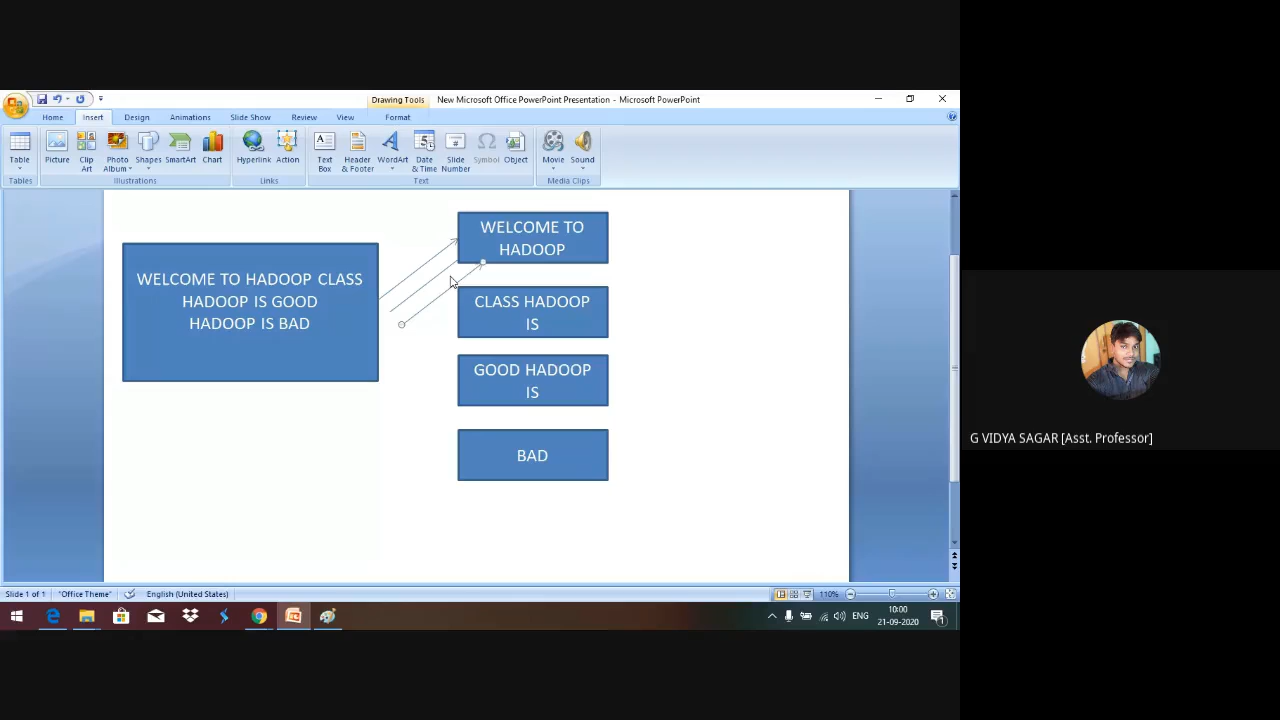 Drawing Tools
New Microsoft Office PowerPoint Presentation - Microsoft PowerPoint
Home Insert Design Animations Slide Show Review View Format
Table Picture Clip Art Photo Album Shapes SmartArt Chart Hyperlink Action Text Box Header & Footer WordArt Date & Time Slide Number Symbol Object Movie Sound
Tables Illustrations Links Text Media Clips
WELCOME TO HADOOP CLASS
HADOOP IS GOOD
HADOOP IS BAD
WELCOME TO
HADOOP
CLASS HADOOP
IS
GOOD HADOOP
IS
BAD
G VIDYA SAGAR [Asst. Professor]
Slide 1 of 1 "Office Theme" English (United States) 110%
ENG
10:00
21-09-2020
1